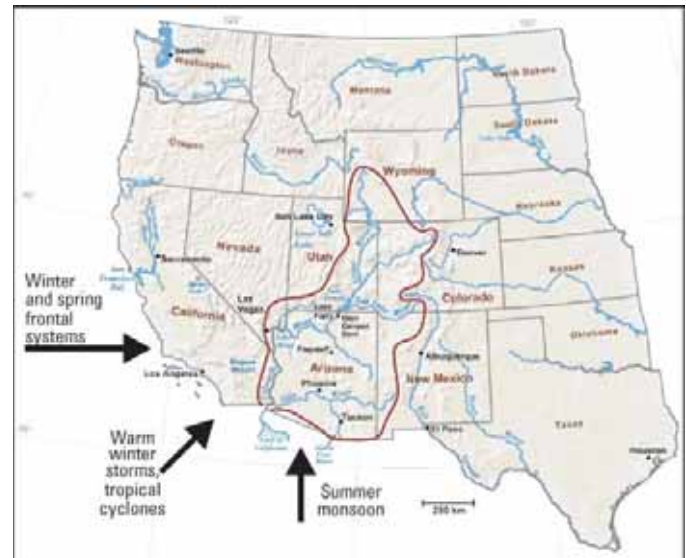 Seattle
Washington
North Dakota
Montana
South Dakota
Oregon
Idaho
Wyoming
Nebraska
Salt Lake City
Nevada
Utah
Denver
Sacramento
Colorado
Kansas
Winter
and spring
frontal
systems
California
Las
Vegas
Oklahoma
Flagstaff
Albuquerque
Los Angeles
Arizona
New Mexico
Phoenix
Tucson
El Paso
Texas
Houston
Warm
winter
storms,
tropical
cyclones
Summer
monsoon
250 km